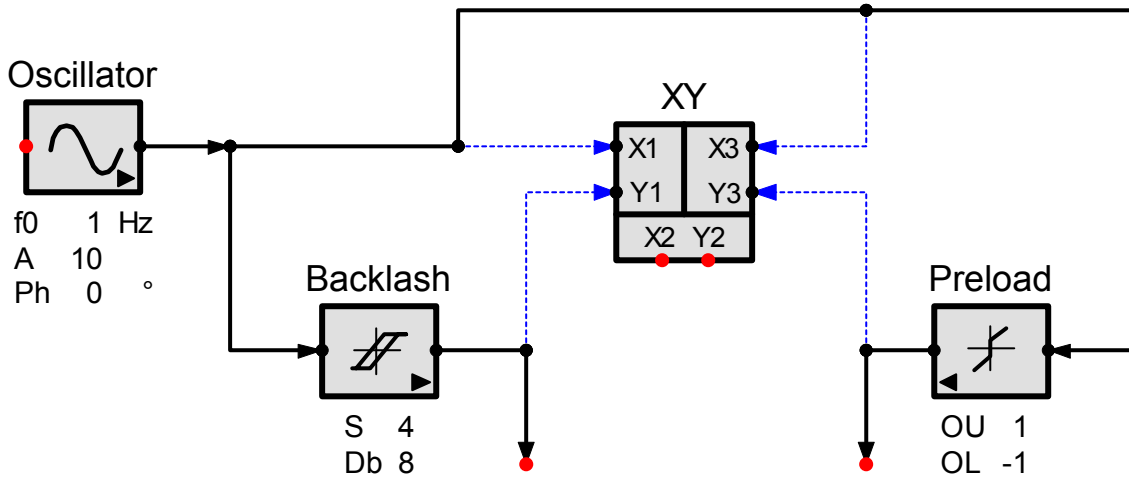 Oscillator
f0 1 Hz
A 10
Ph 0 °
XY
X1 X3
Y1 Y3
X2 Y2
Backlash
S 4
Db 8
Preload
OU 1
OL -1